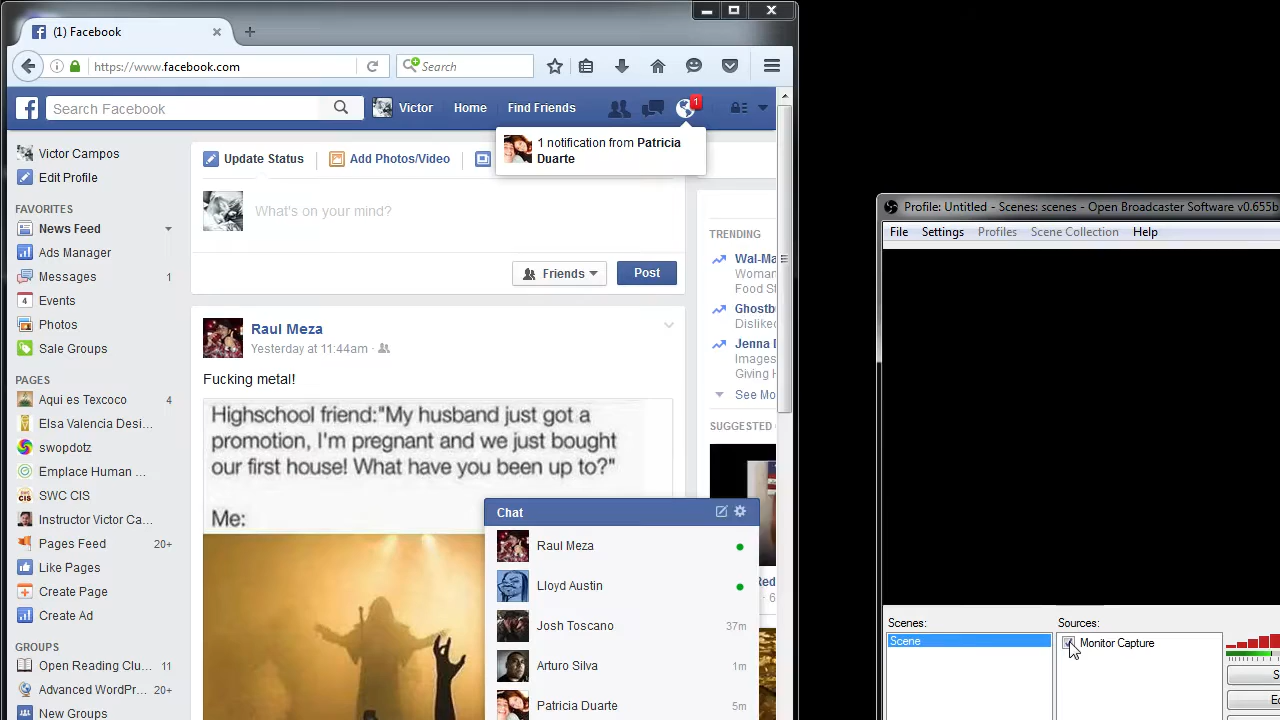 (1) Facebook
https://www.facebook.com
Search
Search Facebook
Victor
Home
Find Friends
1
1 notification from Patricia
Duarte
Victor Campos
Edit Profile
FAVORITES
News Feed
Ads Manager
Messages
1
4
Events
Photos
Sale Groups
PAGES
Aqui es Texcoco
4
Elsa Valencia Desi...
swopartz
Emplace Human ...
SWC CIS
Instructor Victor Ca...
Pages Feed
20+
Like Pages
Create Page
Create Ad
GROUPS
Open Reading Clu...
11
Advanced WordPr...
20+
New Groups
Update Status
Add Photos/Video
What's on your mind?
Friends
Post
Raul Meza
Yesterday at 11:44am
Fucking metal!
Highschool friend:"My husband just got a
promotion, I'm pregnant and we just bought
our first house! What have you been up to?"
Me:
TRENDING
Wal-Ma
Woman
Food St
Ghostbu
Disliked
Jenna D
Images
Giving H
See Mo
SUGGESTED
Red
6
Chat
Raul Meza
Lloyd Austin
Josh Toscano
37m
Arturo Silva
1m
Patricia Duarte
5m
Profile: Untitled - Scenes: scenes - Open Broadcaster Software v0.655b
File
Settings
Profiles
Scene Collection
Help
Scenes:
Scene
Sources:
Monitor Capture
S
Ed